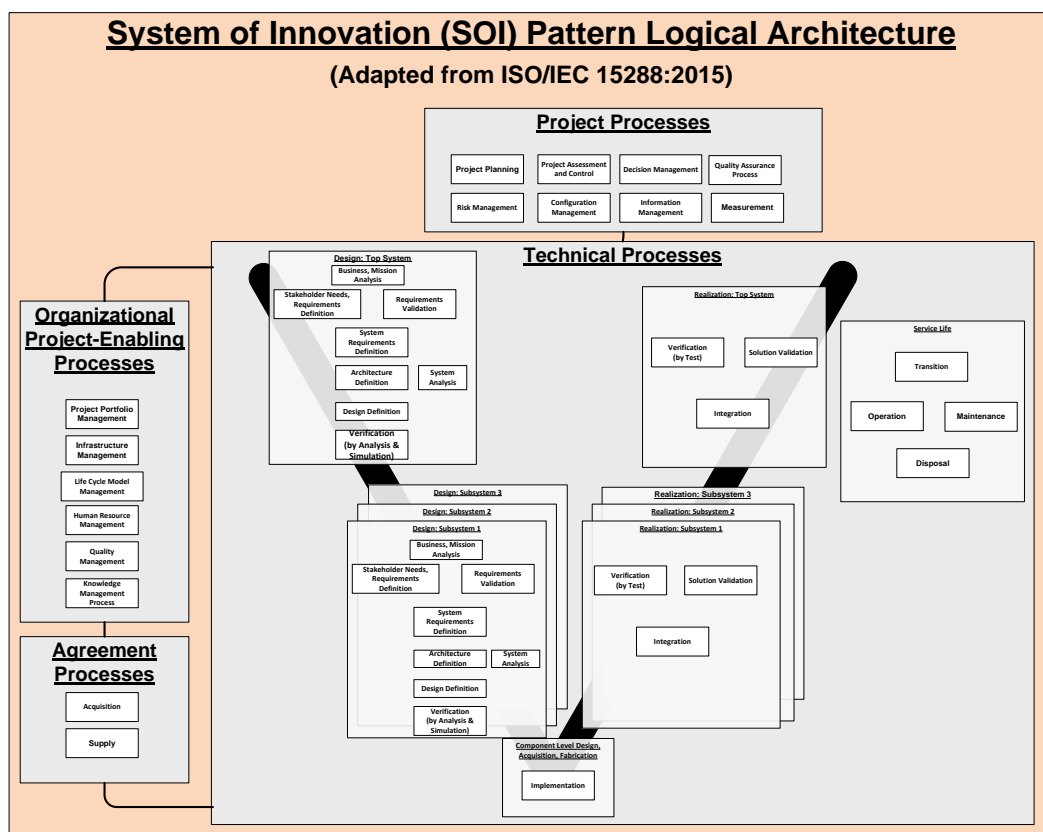 System of Innovation (SOI) Pattern Logical Architecture
(Adapted from ISO/IEC 15288:2015)
Project Processes
Project Planning
Project Assessment
and Control
Decision Management
Quality Assurance
Process
Risk Management
Configuration
Management
Information
Management
Measurement
Technical Processes
Design: Top System
Business, Mission
Analysis
Stakeholder Needs,
Requirements
Definition
Requirements
Validation
System
Requirements
Definition
Architecture
Definition
System
Analysis
Design Definition
Verification
(by Analysis &
Simulation)
Realization: Top System
Verification
(by Test)
Solution Validation
Integration
Service Life
Transition
Operation
Maintenance
Disposal
Organizational
Project-Enabling
Processes
Project Portfolio
Management
Infrastructure
Management
Life Cycle Model
Management
Human Resource
Management
Quality
Management
Knowledge
Management
Process
Agreement
Processes
Acquisition
Supply
Design: Subsystem 3
Design: Subsystem 2
Design: Subsystem 1
Business, Mission
Analysis
Stakeholder Needs,
Requirements
Definition
Requirements
Validation
System
Requirements
Definition
Architecture
Definition
System
Analysis
Design Definition
Verification
(by Analysis &
Simulation)
Realization: Subsystem 3
Realization: Subsystem 2
Realization: Subsystem 1
Verification
(by Test)
Solution Validation
Integration
Component Level Design,
Acquisition, Fabrication
Implementation